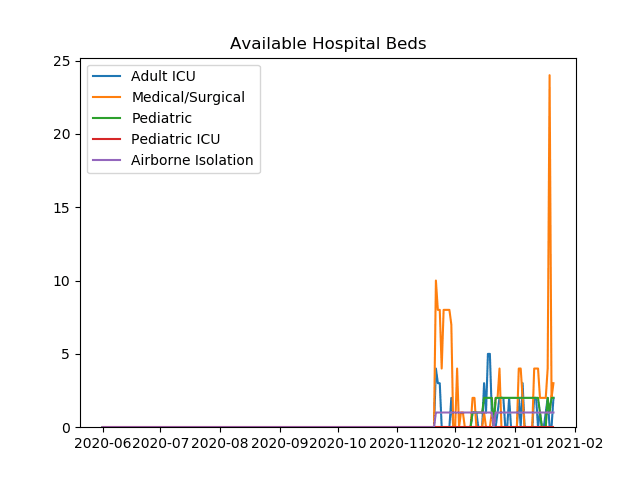 Available Hospital Beds
25
20
15
10
5
0
Adult ICU
Medical/Surgical
Pediatric
Pediatric ICU
Airborne Isolation
2020-06 2020-07 2020-08 2020-09 2020-10 2020-11 2020-12 2021-01 2021-02